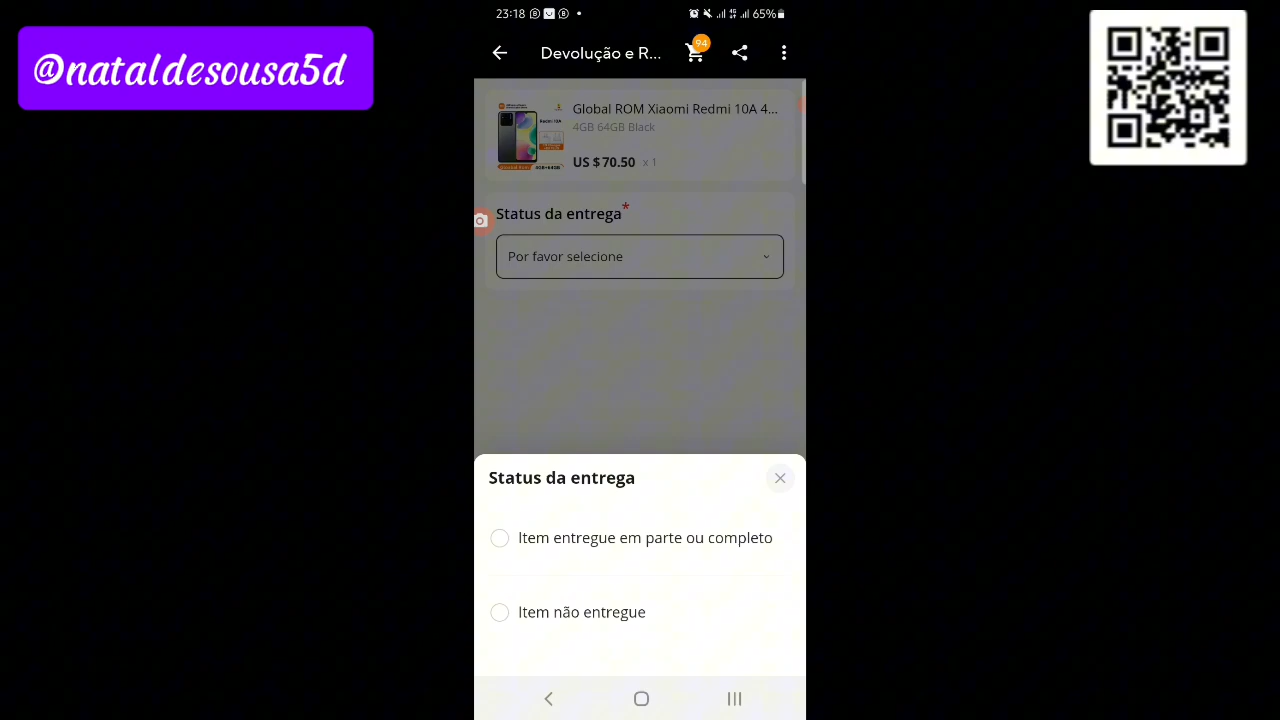 @nataldesousa5d
23:18
65%
Devolução e R...
94
Global ROM Xiaomi Redmi 10A 4...
4GB 64GB Black
US $70.50 x 1
Status da entrega*
Por favor selecione
Status da entrega
Item entregue em parte ou completo
Item não entregue